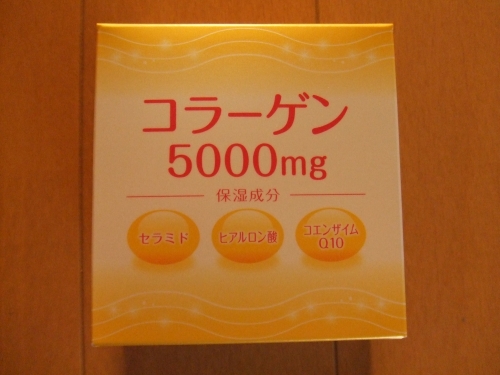 コラーゲン
5000mg
保湿成分
セラミド
ヒアルロン酸
コエンザイム
Q10